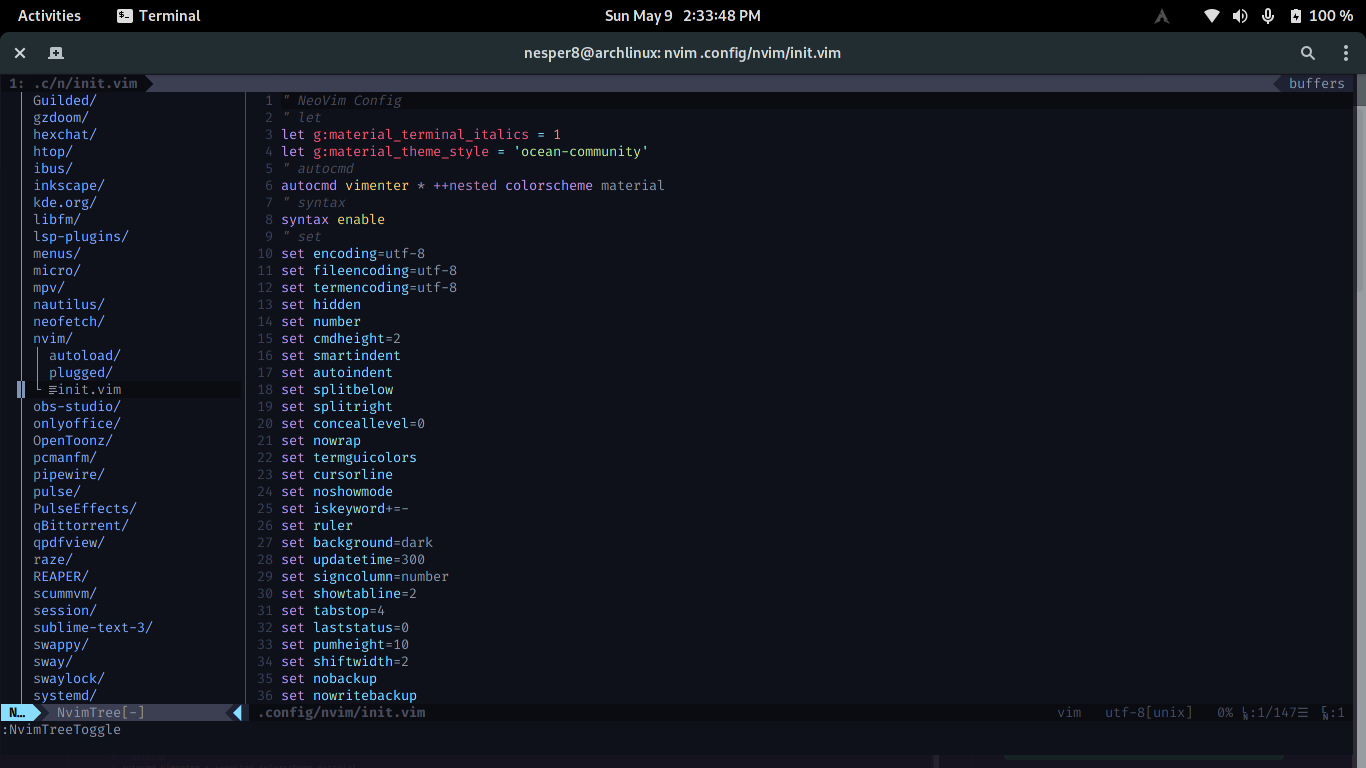 Activities Terminal Sun May 9 2:33:48 PM 100 %
nesper8@archlinux: nvim .config/nvim/init.vim
1: .c/n/init.vim buffers
Guilded/
gzdoom/
hexchat/
htop/
ibus/
inkscape/
kde.org/
libfm/
lsp-plugins/
menus/
micro/
mpv/
nautilus/
neofetch/
nvim/
autoload/
plugged/
init.vim
obs-studio/
onlyoffice/
OpenToonz/
pcmanfm/
pipewire/
pulse/
PulseEffects/
qBittorrent/
qpdfview/
raze/
REAPER/
scummvm/
session/
sublime-text-3/
swappy/
sway/
swaylock/
systemd/
1 " NeoVim Config
2 " let
3 let g:material_terminal_italics = 1
4 let g:material_theme_style = 'ocean-community'
5 " autocmd
6 autocmd vimenter * ++nested colorscheme material
7 " syntax
8 syntax enable
9 " set
10 set encoding=utf-8
11 set fileencoding=utf-8
12 set termencoding=utf-8
13 set hidden
14 set number
15 set cmdheight=2
16 set smartindent
17 set autoindent
18 set splitbelow
19 set splitright
20 set conceallevel=0
21 set nowrap
22 set termguicolors
23 set cursorline
24 set noshowmode
25 set iskeyword+=-
26 set ruler
27 set background=dark
28 set updatetime=300
29 set signcolumn=number
30 set showtabline=2
31 set tabstop=4
32 set laststatus=0
33 set pumheight=10
34 set shiftwidth=2
35 set nobackup
36 set nowritebackup
N… NvimTree[-] .config/nvim/init.vim vim utf-8[unix] 0% :1/147 :1
:NvimTreeToggle